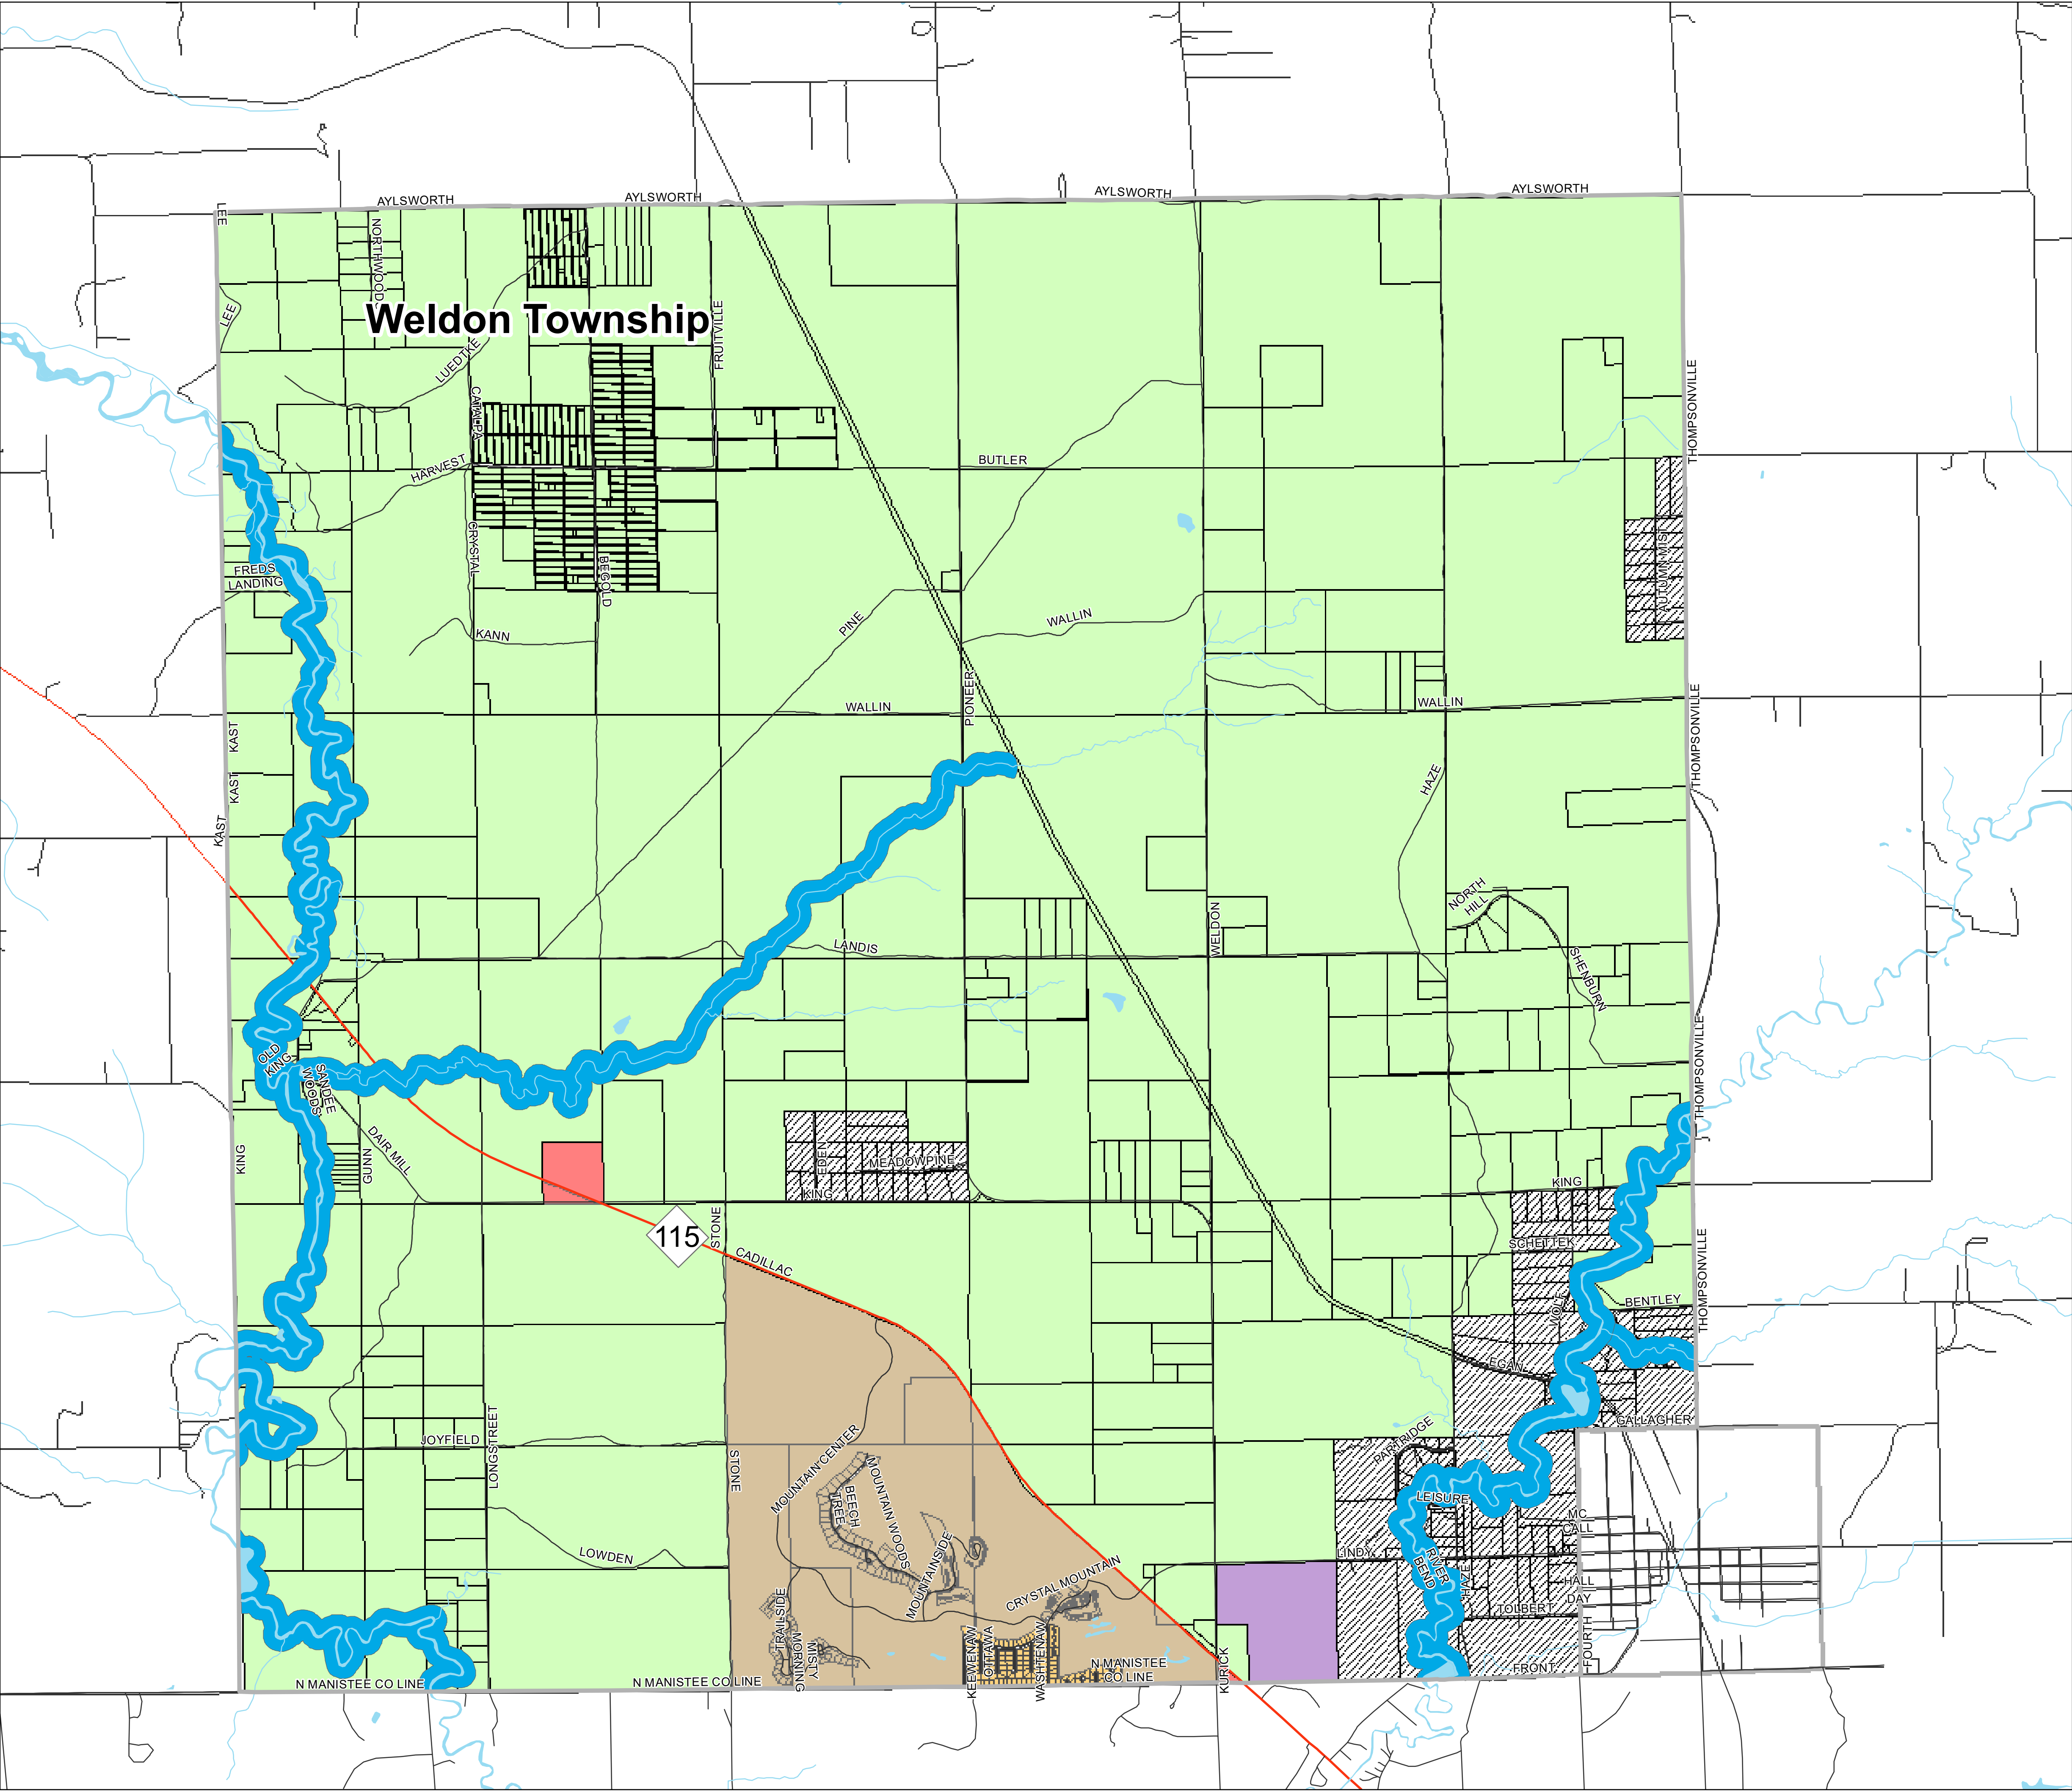 AYLSWORTH
AYLSWORTH
AYLSWORTH
AYLSWORTH
LEE
NORTHWOODS
LEE
Weldon Township
FRUITVILLE
LUEDTKE
THOMPSONVILLE
CATALPA
HARVEST
BUTLER
CRYSTAL
BEGOLD
AUTUMN MIST
FREDS
LANDING
KANN
PINE
WALLIN
PIONEER
WALLIN
WALLIN
THOMPSONVILLE
KAST
KAST
KAST
HAZE
NORTH
HILL
WELDON
LANDIS
SHENBURN
THOMPSONVILLE
OLD
KING
SANDEE
WOODS
DAIR MILL
GUNN
KING
EDEN
MEADOWPINE
KING
KING
STONE
115
CADILLAC
SCHETTEK
THOMPSONVILLE
BENTLEY
WOLF
EGAN
GALLAGHER
PARTRIDGE
JOYFIELD
LONGSTREET
STONE
MOUNTAIN CENTER
BEECH
TREE
MOUNTAIN WOODS
MOUNTAINSIDE
LEISURE
MC
CALL
LOWDEN
CRYSTAL MOUNTAIN
LINDY
RIVER
BEND
HAZE
HALL
DAY
TOLBERT
FOURTH
TRAILSIDE
MISTY
MORNING
KEEWENAW
OTTAWA
WASHTENAW
N MANISTEE
CO LINE
KURICK
FRONT
N MANISTEE CO LINE
N MANISTEE CO LINE